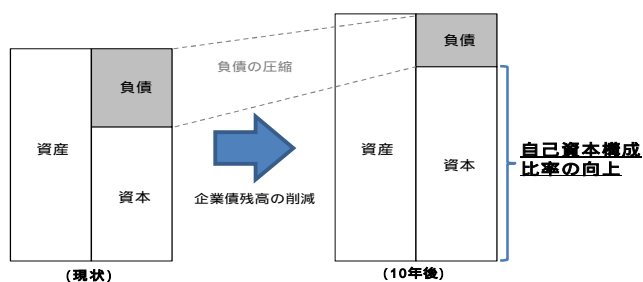 負債
負債
負債の圧縮
資産
資本
資産
資本
自己資本構成
比率の向上
企業債残高の削減
(現状)
(10年後)